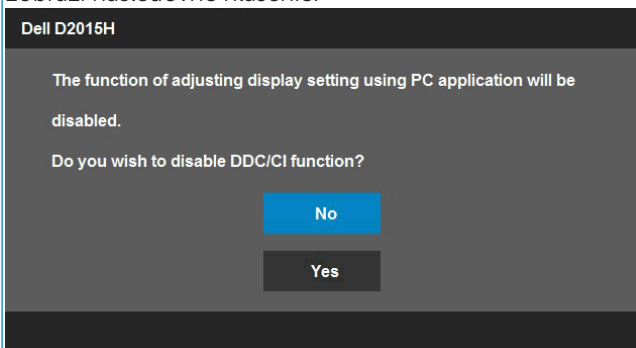 Dell D2015H
The function of adjusting display setting using PC application will be
disabled.
Do you wish to disable DDC/CI function?
No
Yes